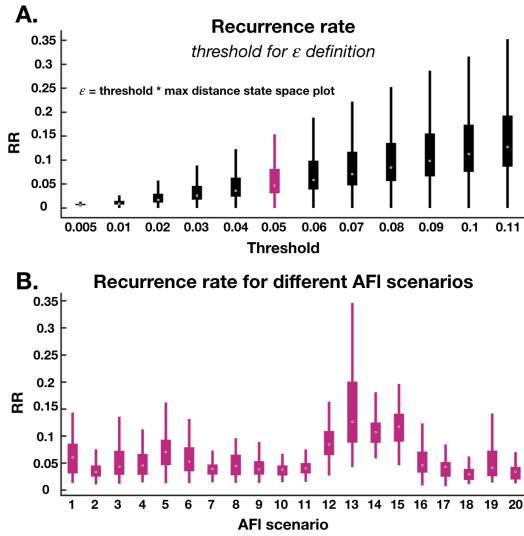 A.
Recurrence rate
threshold for ε definition
ε = threshold * max distance state space plot
RR
0.35
0.3
0.25
0.2
0.15
0.1
0.05
0
0.005 0.01 0.02 0.03 0.04 0.05 0.06 0.07 0.08 0.09 0.1 0.11
Threshold
B.
Recurrence rate for different AFI scenarios
RR
0.35
0.3
0.25
0.2
0.15
0.1
0.05
0
1 2 3 4 5 6 7 8 9 10 11 12 13 14 15 16 17 18 19 20
AFI scenario